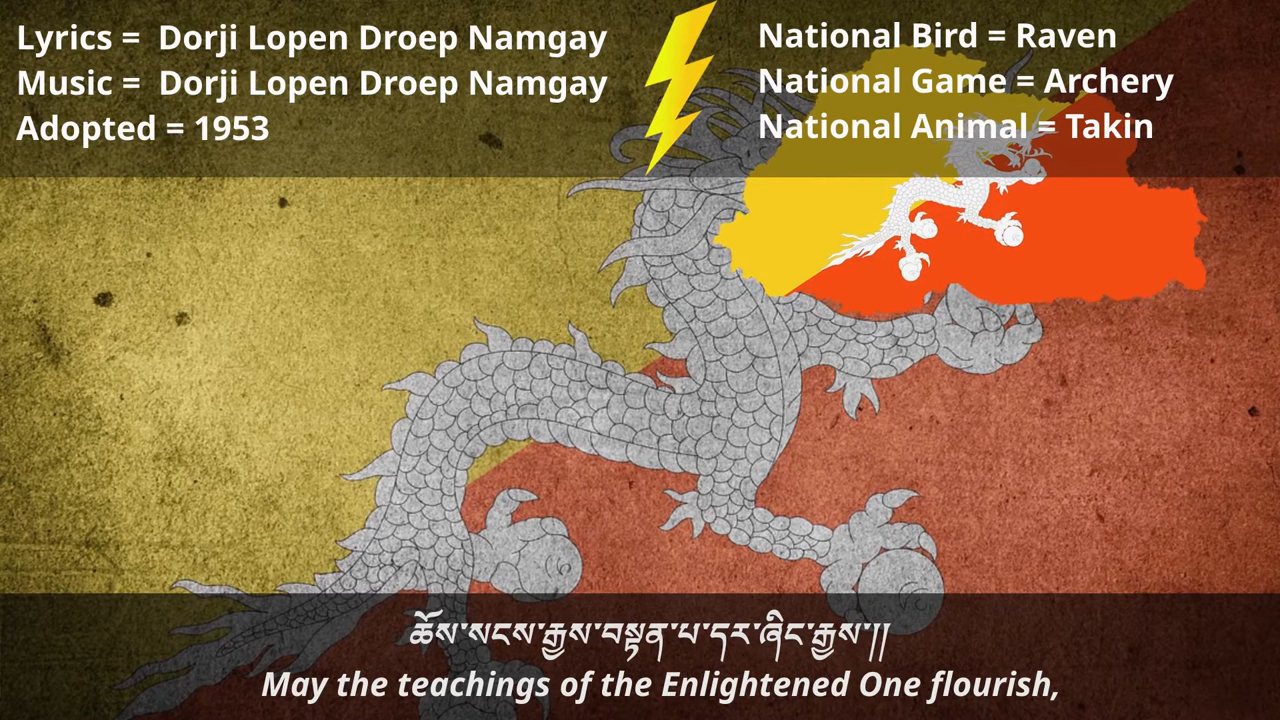 Lyrics =  Dorji Lopen Droep Namgay
Music =  Dorji Lopen Droep Namgay
Adopted = 1953
National Bird = Raven
National Game = Archery
National Animal = Takin
ཆོས་སངས་རྒྱས་བསྟན་པ་དར་ཞིང་རྒྱས་།།
May the teachings of the Enlightened One flourish,